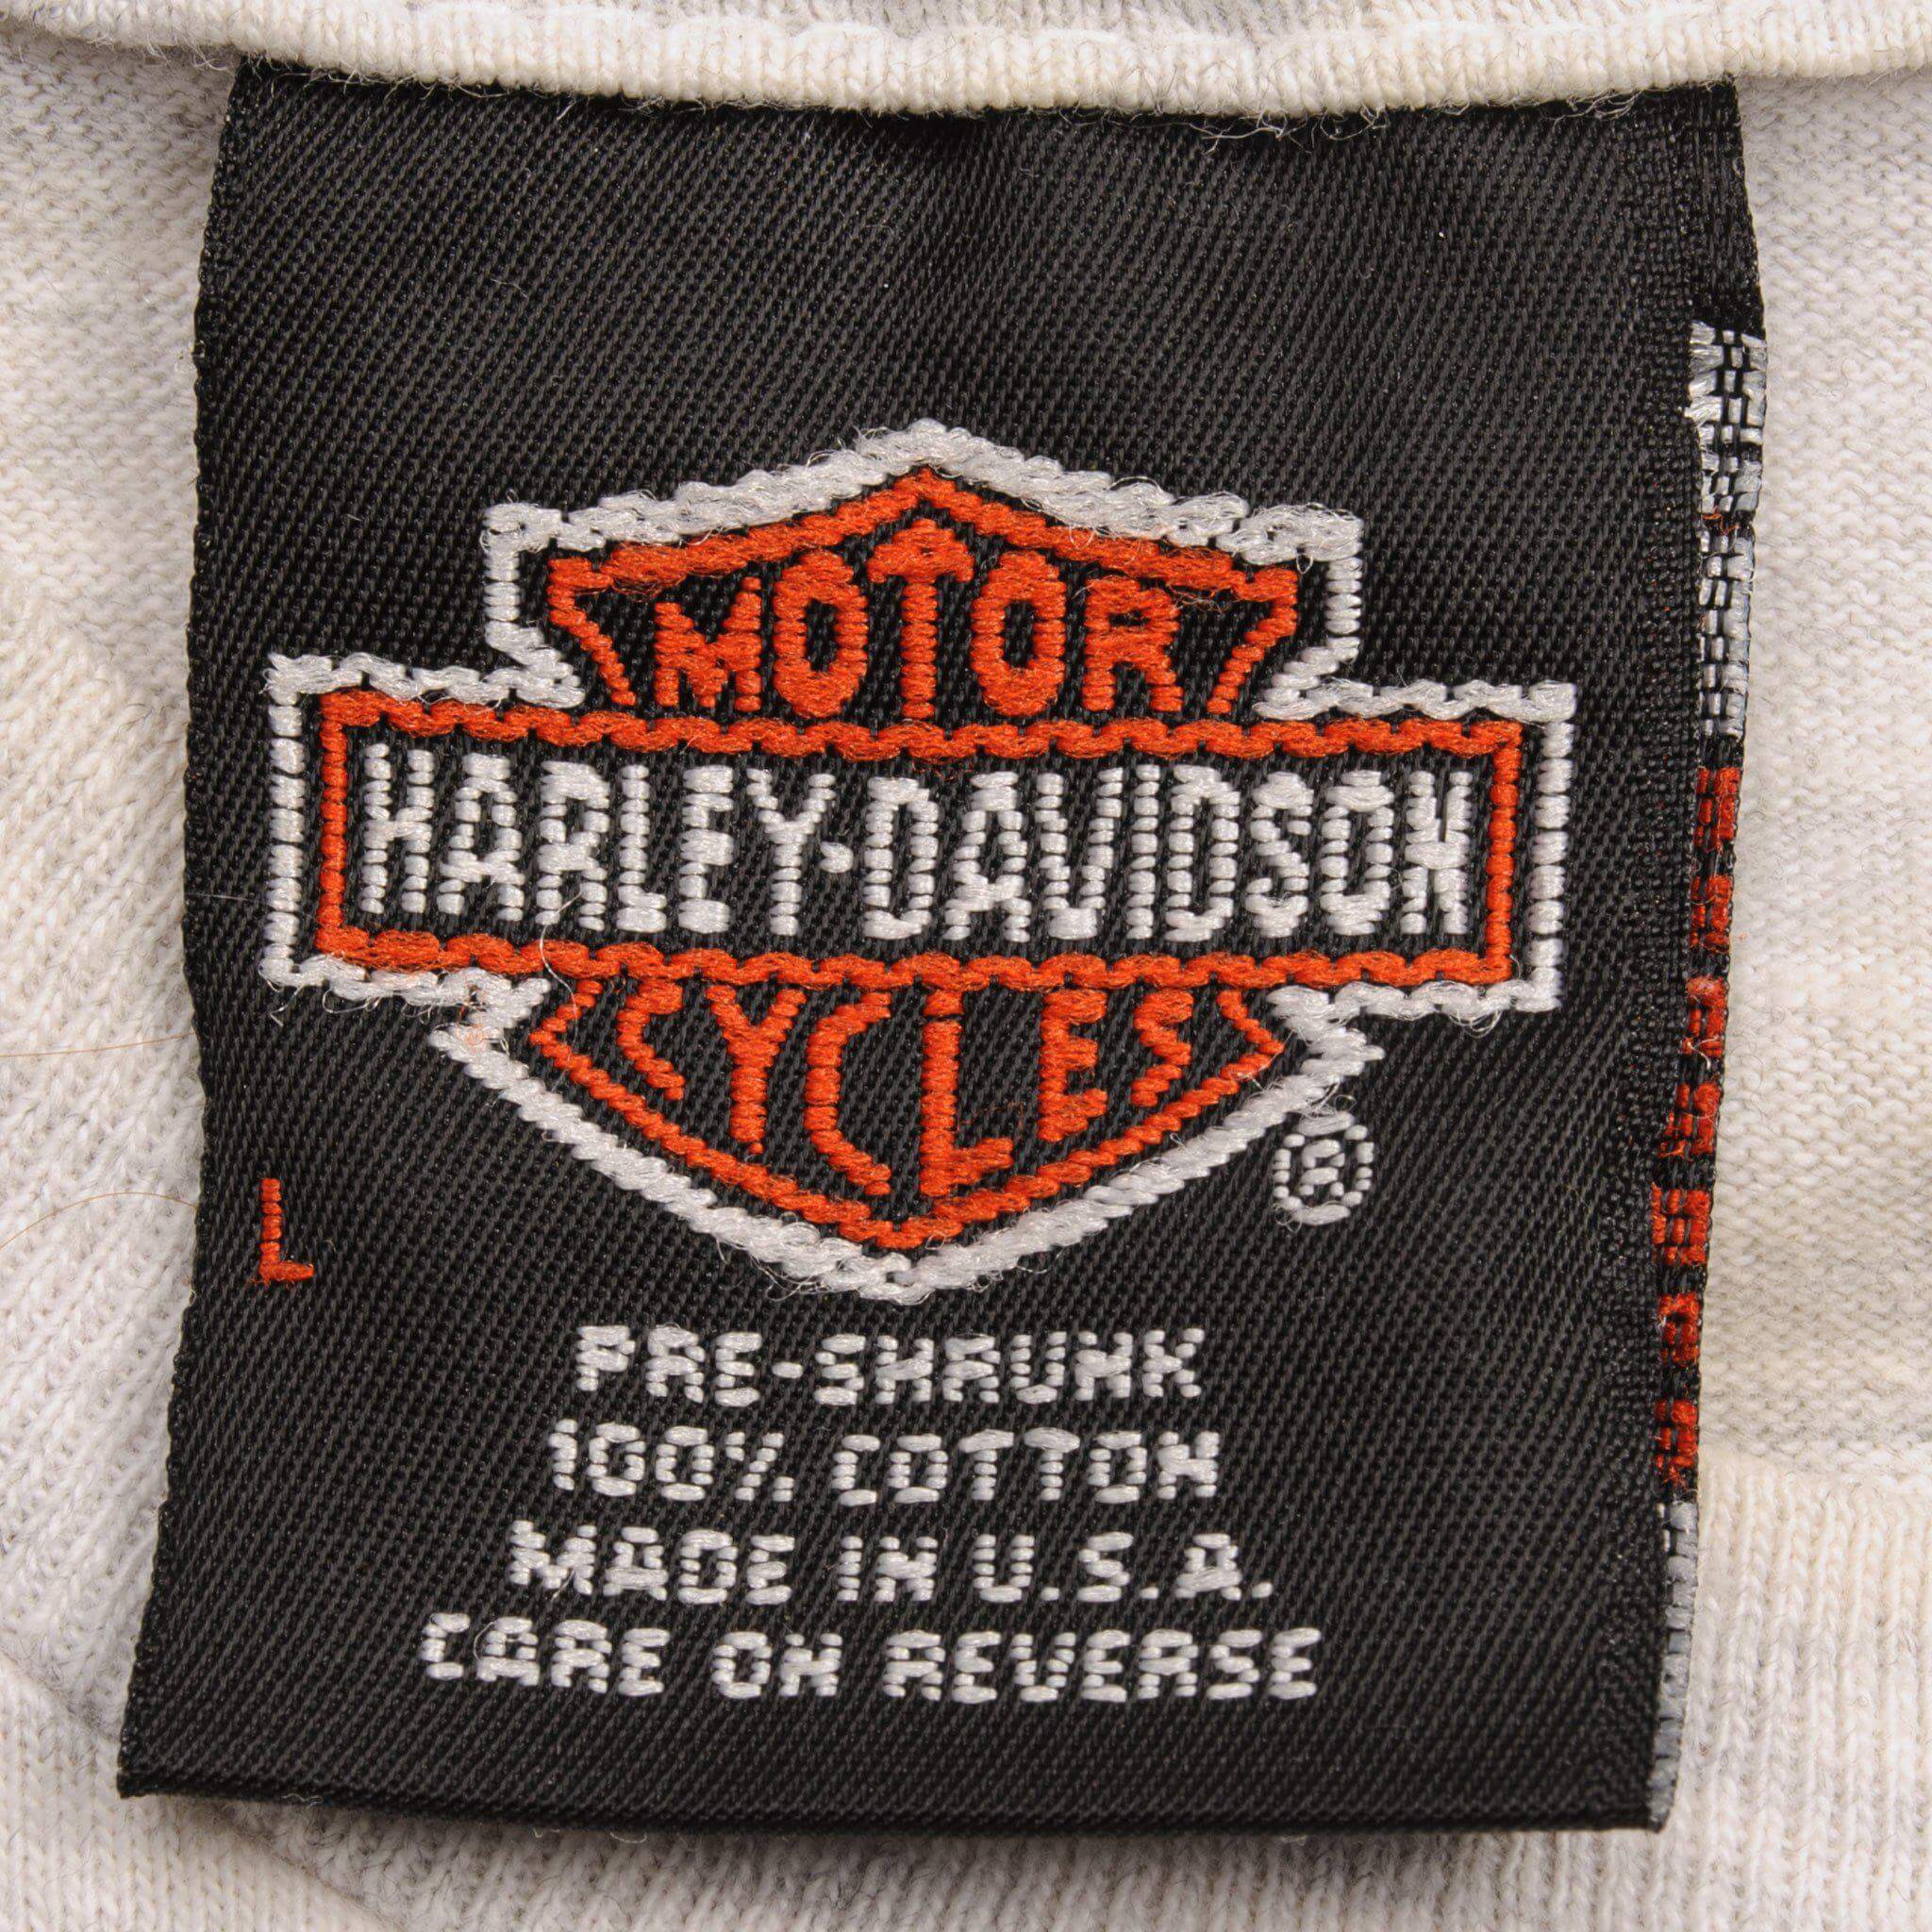 MOTOR
HARLEY-DAVIDSON
CYCLES
®
L
PRE-SHRUNK
100% COTTON
MADE IN U.S.A.
CARE ON REVERSE